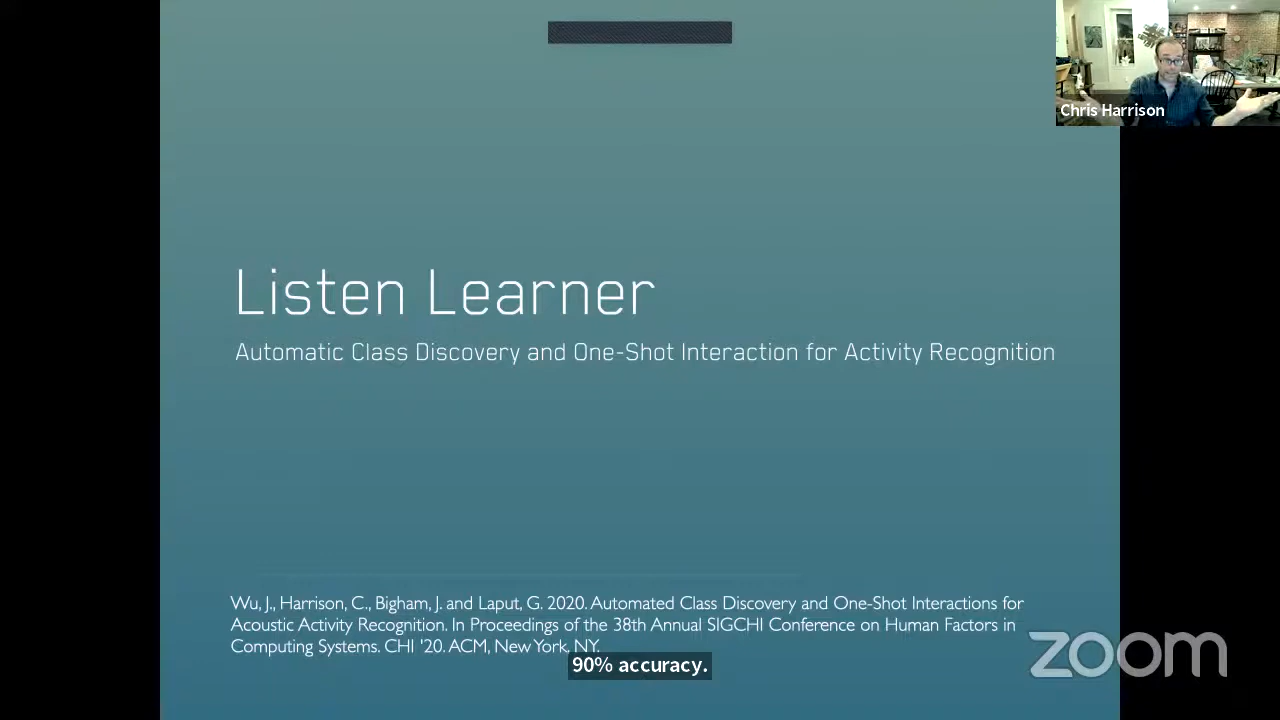 Chris Harrison
Listen Learner
Automatic Class Discovery and One-Shot Interaction for Activity Recognition
Wu, J., Harrison, C., Bigham, J. and Laput, G. 2020. Automated Class Discovery and One-Shot Interactions for
Acoustic Activity Recognition. In Proceedings of the 38th Annual SIGCHI Conference on Human Factors in
Computing Systems. CHI '20. ACM, New York, NY.
90% accuracy.
zoom